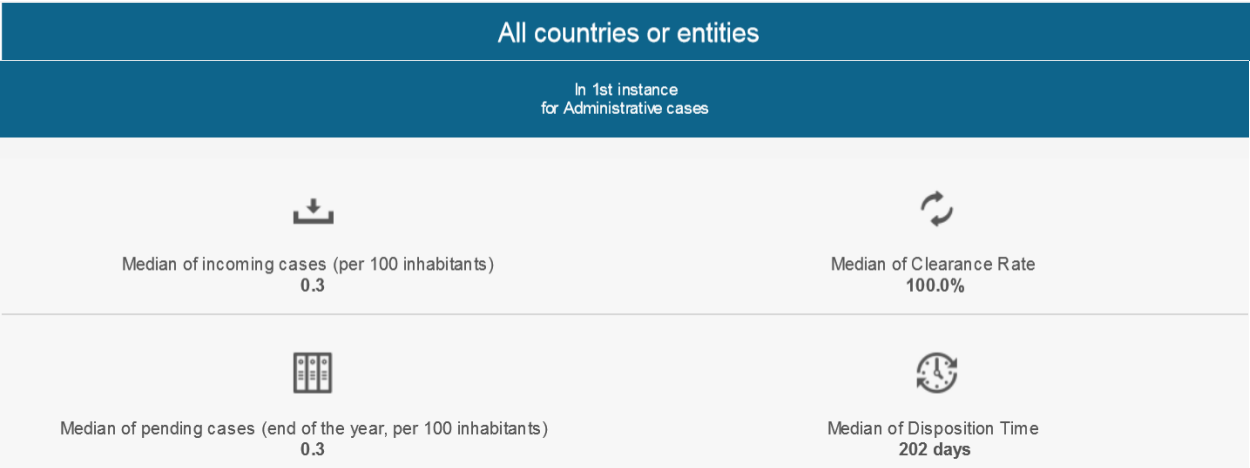 All countries or entities
In 1st instance
for Administrative cases
Median of incoming cases (per 100 inhabitants)
0.3
Median of Clearance Rate
100.0%
Median of pending cases (end of the year, per 100 inhabitants)
0.3
Median of Disposition Time
202 days